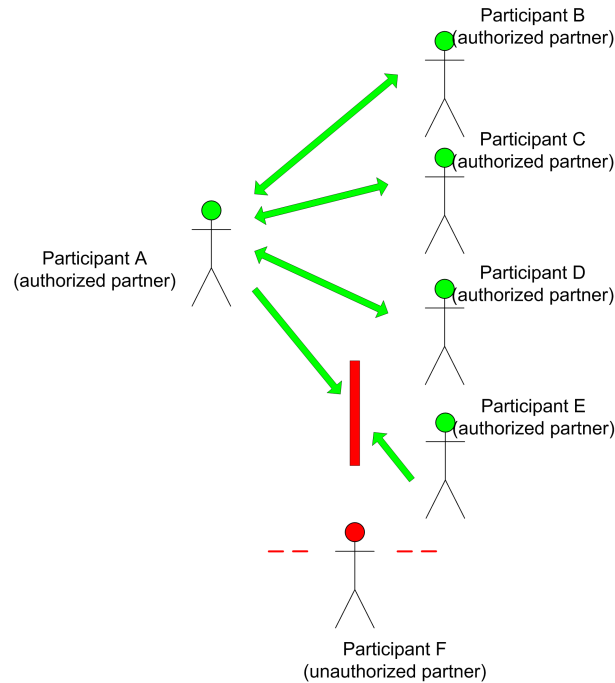 Participant B
(authorized partner)
Participant C
(authorized partner)
Participant A
(authorized partner)
Participant D
(authorized partner)
Participant E
(authorized partner)
Participant F
(unauthorized partner)